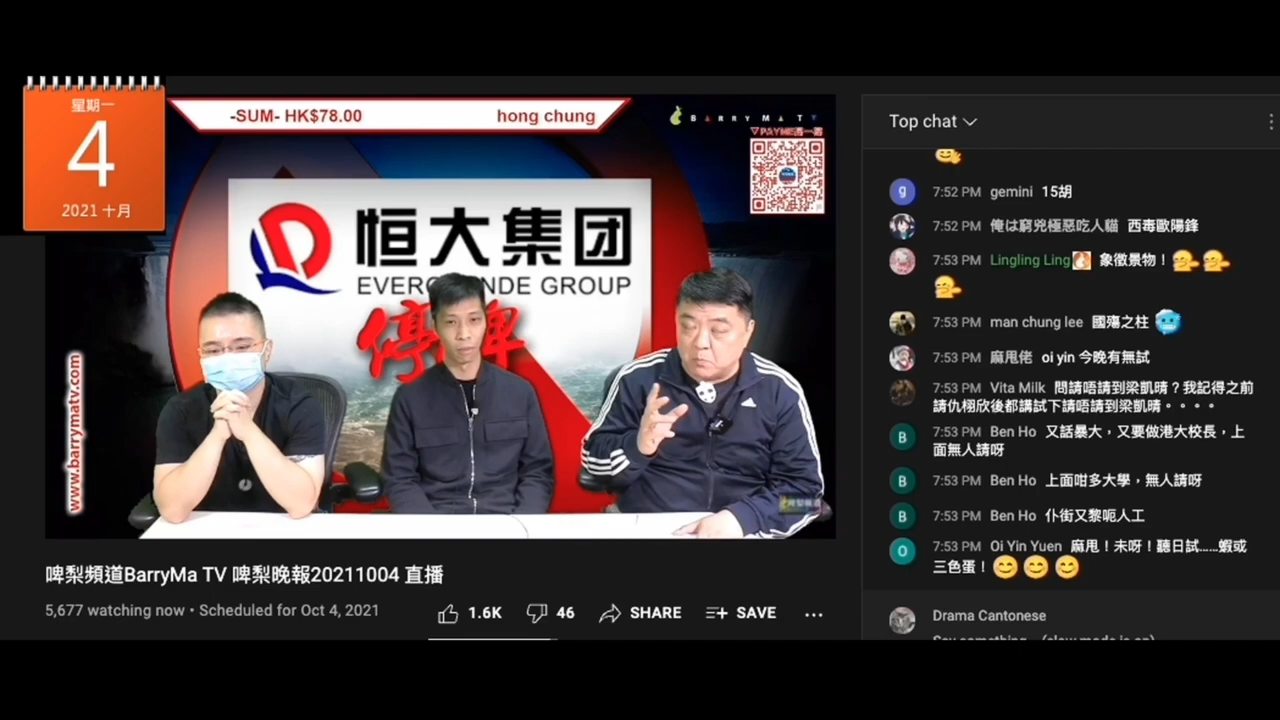 星期一
4
2021 十月
-SUM- HK$78.00 hong chung
BARRYMA TV
恒大集团
EVERGRANDE GROUP
停牌
www.barrymatv.com
啤梨頻道BarryMa TV 啤梨晚報20211004 直播
5,677 watching now • Scheduled for Oct 4, 2021
1.6K 46 SHARE SAVE
Top chat
7:52 PM gemini 15胡
7:52 PM 俺は窮兇極惡吃人貓 西毒歐陽鋒
7:53 PM Lingling Ling 象徵景物！
7:53 PM man chung lee 國殤之柱
7:53 PM 麻甩佬 oi yin 今晚有無試
7:53 PM Vita Milk 問請唔請到梁凱晴？我記得之前
請仇栩欣後都講試下請唔請到梁凱晴。。。。
B 7:53 PM Ben Ho 又話暴大，又要做港大校長，上
面無人請呀
B 7:53 PM Ben Ho 上面咁多大學，無人請呀
B 7:53 PM Ben Ho 仆街又黎呃人工
O 7:53 PM Oi Yin Yuen 麻甩！未呀！聽日試......蝦或
三色蛋！
Drama Cantonese
Say something... (slow mode is on)